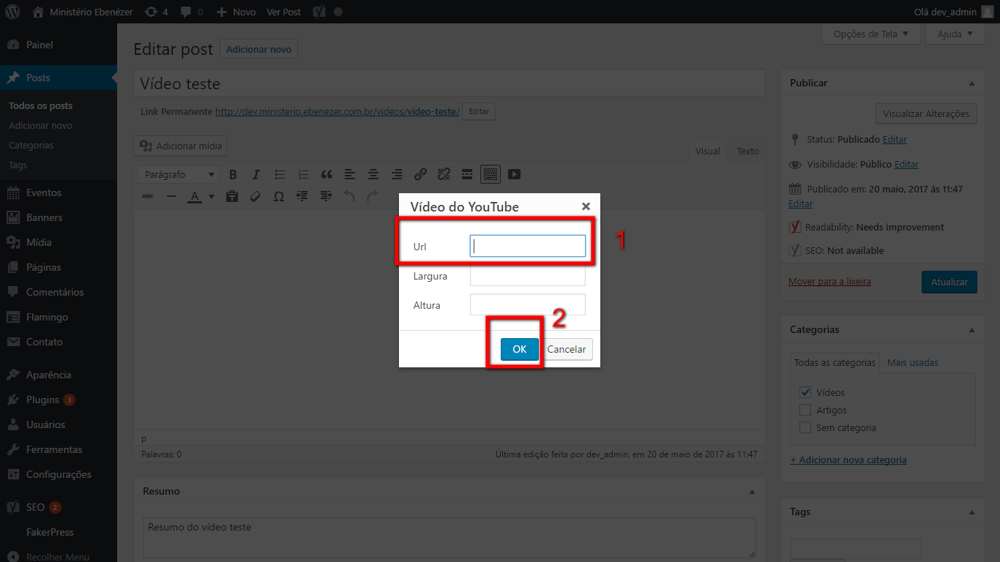 Ministério Ebenézer
4
0
Novo
Ver Post
Olá dev_admin
Painel
Posts
Todos os posts
Adicionar novo
Categorias
Tags
Eventos
Banners
Mídia
Páginas
Comentários
Flamingo
Contato
Aparência
Plugins 3
Usuários
Ferramentas
Configurações
SEO 2
FakerPress
Recolher Menu
Opções de Tela
Ajuda
Editar post
Adicionar novo
Vídeo teste
Link Permanente http://dev.ministerio.ebenezer.com.br/videos/video-teste/ Editar
Adicionar mídia
Visual
Texto
Parágrafo
B I
ABC
A
Vídeo do YouTube
Url
1
Largura
Altura
2
OK
Cancelar
p
Palavras: 0
Última edição feita por dev_admin, em 20 de maio de 2017 às 11:47
Resumo
Resumo do vídeo teste
Publicar
Visualizar Alterações
Status: Publicado Editar
Visibilidade: Público Editar
Publicado em: 20 maio, 2017 às 11:47
Editar
Readability: Needs improvement
SEO: Not available
Mover para a lixeira
Atualizar
Categorias
Todas as categorias
Mais usadas
Vídeos
Artigos
Sem categoria
+ Adicionar nova categoria
Tags